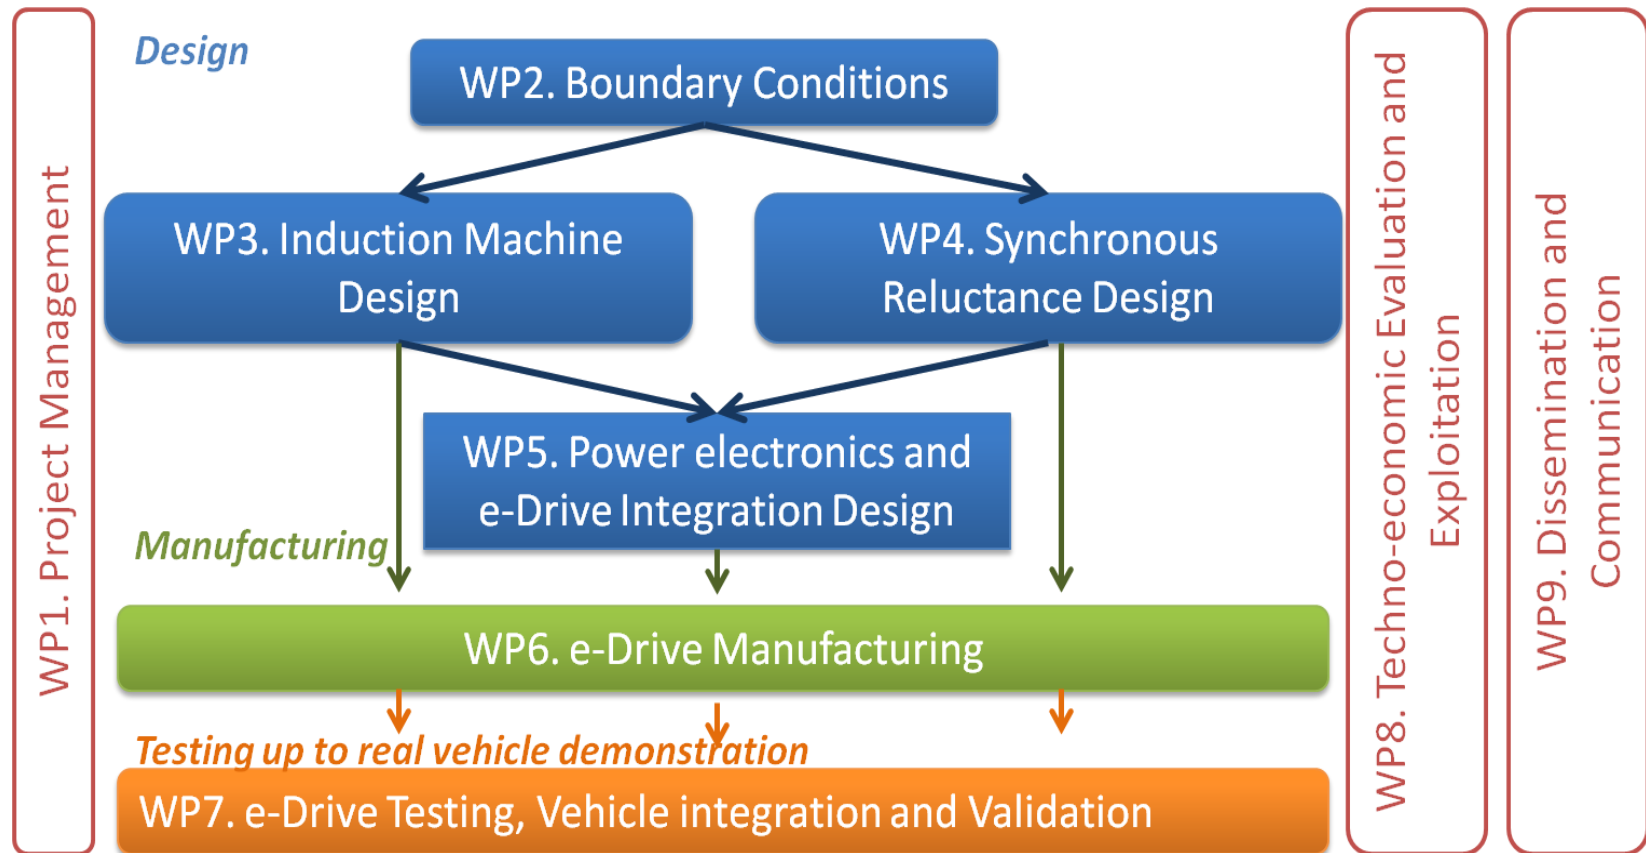 WP1. Project Management
Design
WP2. Boundary Conditions
WP3. Induction Machine
Design
WP4. Synchronous
Reluctance Design
WP5. Power electronics and
e-Drive Integration Design
Manufacturing
WP6. e-Drive Manufacturing
Testing up to real vehicle demonstration
WP7. e-Drive Testing, Vehicle integration and Validation
WP8. Techno-economic Evaluation and
Exploitation
WP9. Dissemination and
Communication